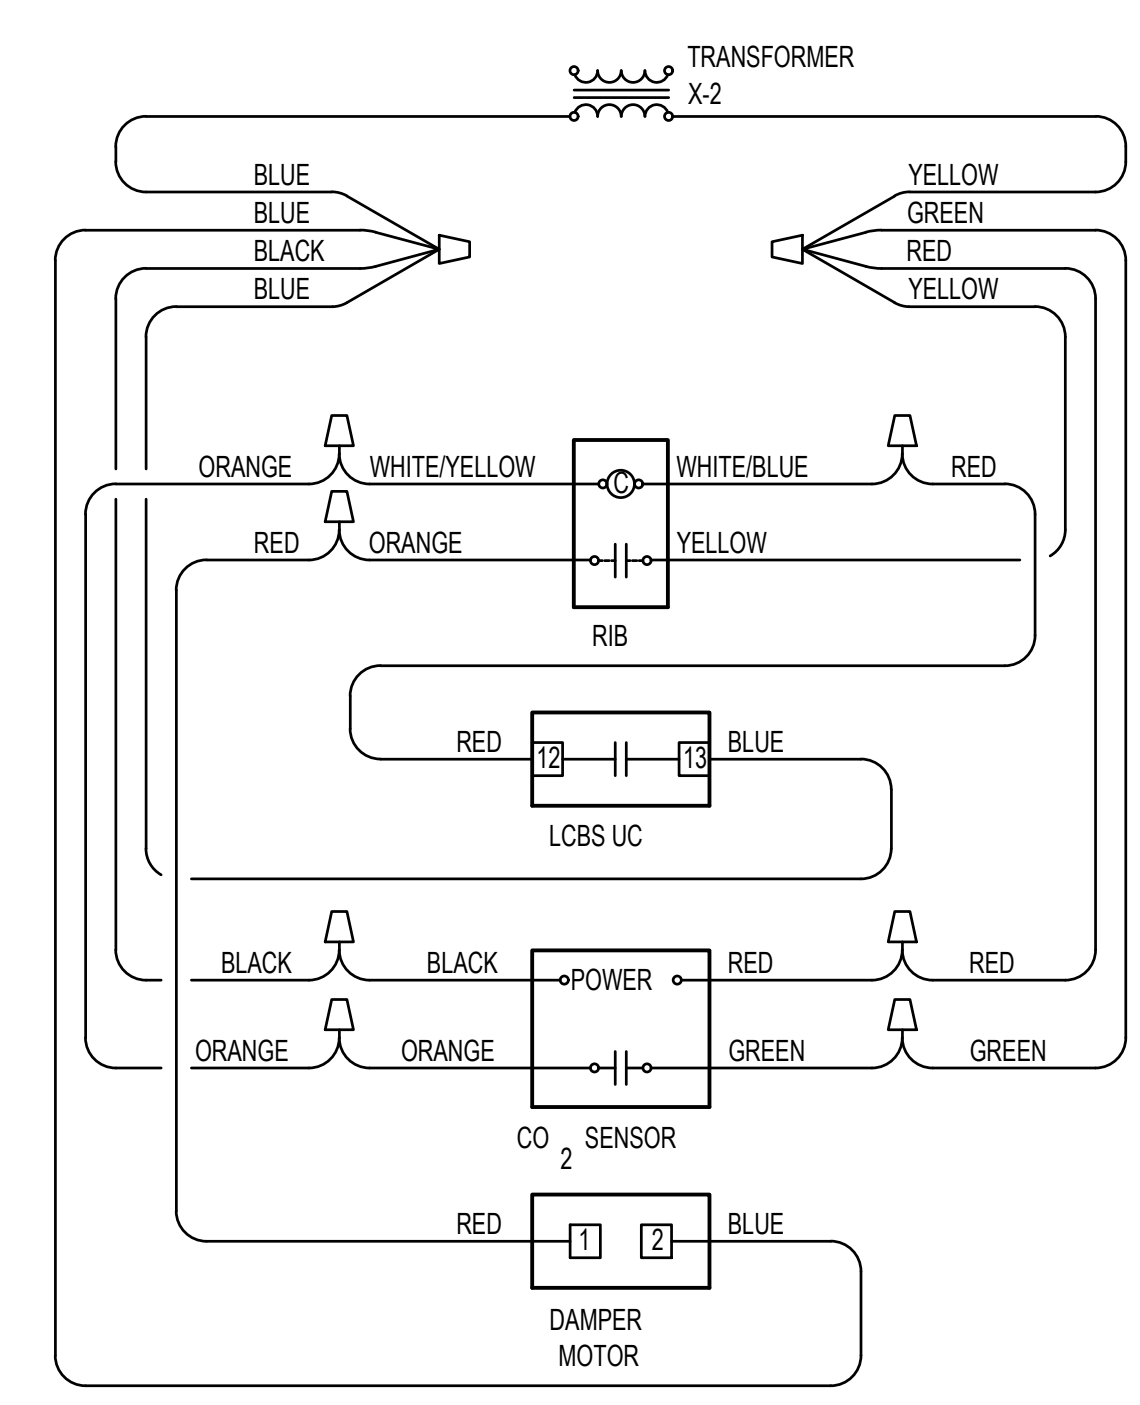 TRANSFORMER
X-2
BLUE
YELLOW
BLUE
GREEN
BLACK
RED
BLUE
YELLOW
ORANGE WHITE/YELLOW C WHITE/BLUE RED
RED ORANGE YELLOW
RIB
RED 12 13 BLUE
LCBS UC
BLACK BLACK POWER RED RED
ORANGE ORANGE GREEN GREEN
CO 2 SENSOR
RED 1 2 BLUE
DAMPER
MOTOR